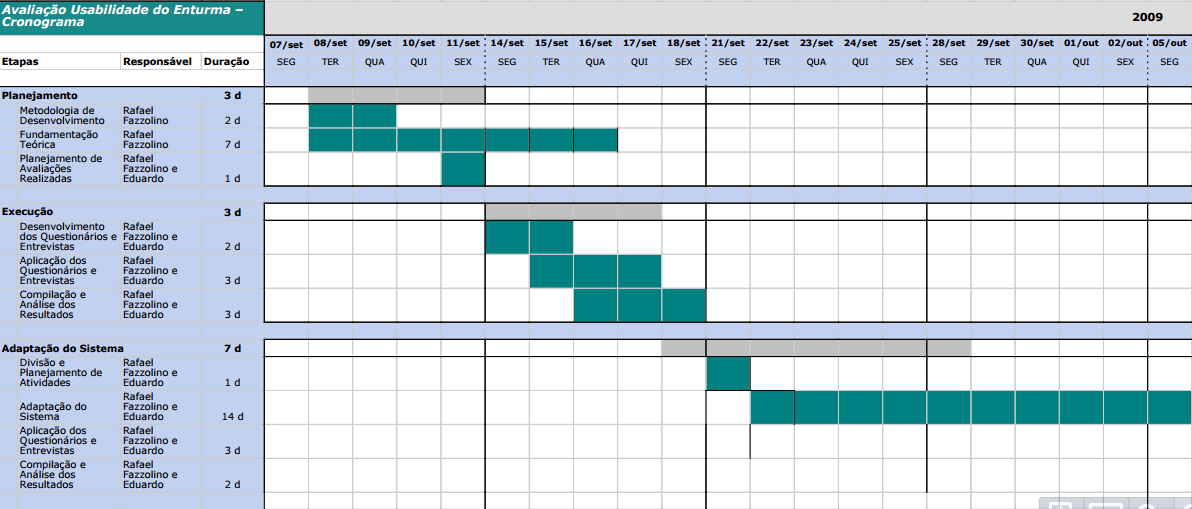 Avaliação Usabilidade do Enturma –
Cronograma
2009
07/set 08/set 09/set 10/set 11/set 14/set 15/set 16/set 17/set 18/set 21/set 22/set 23/set 24/set 25/set 28/set 29/set 30/set 01/out 02/out 05/out
Etapas Responsável Duração SEG TER QUA QUI SEX SEG TER QUA QUI SEX SEG TER QUA QUI SEX SEG TER QUA QUI SEX SEG
Planejamento 3 d
Metodologia de Rafael
Desenvolvimento Fazzolino 2 d
Fundamentação Rafael
Teórica Fazzolino 7 d
Planejamento de Rafael
Avaliações Fazzolino e
Realizadas Eduardo 1 d
Execução 3 d
Desenvolvimento Rafael
dos Questionários e Fazzolino e
Entrevistas Eduardo 2 d
Aplicação dos Rafael
Questionários e Fazzolino e
Entrevistas Eduardo 3 d
Compilação e Rafael
Análise dos Fazzolino e
Resultados Eduardo 3 d
Adaptação do Sistema 7 d
Divisão e Rafael
Planejamento de Fazzolino e
Atividades Eduardo 1 d
Rafael
Adaptação do Fazzolino e
Sistema Eduardo 14 d
Aplicação dos Rafael
Questionários e Fazzolino e
Entrevistas Eduardo 3 d
Compilação e Rafael
Análise dos Fazzolino e
Resultados Eduardo 2 d